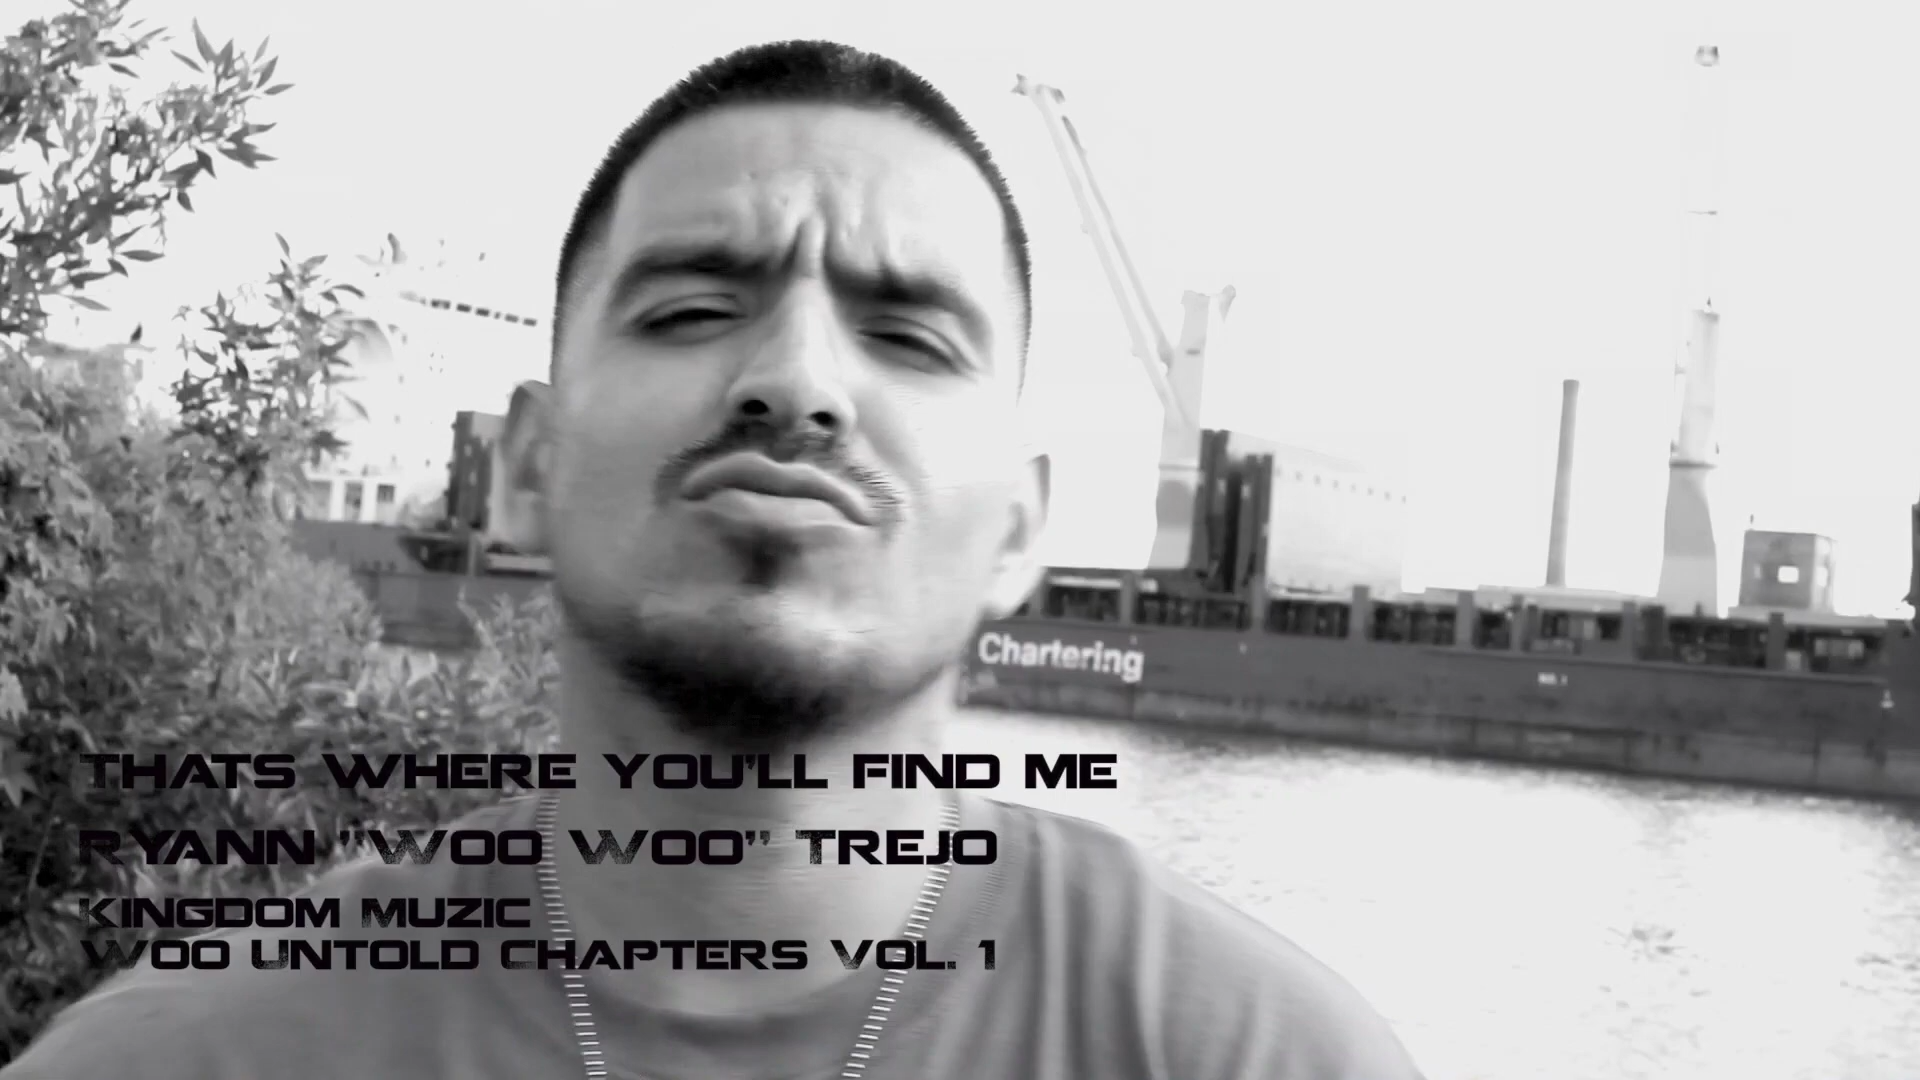 Chartering
THATS WHERE YOU'LL FIND ME
RYANN "WOO WOO" TREJO
KINGDOM MUZIC
WOO UNTOLD CHAPTERS VOL. 1